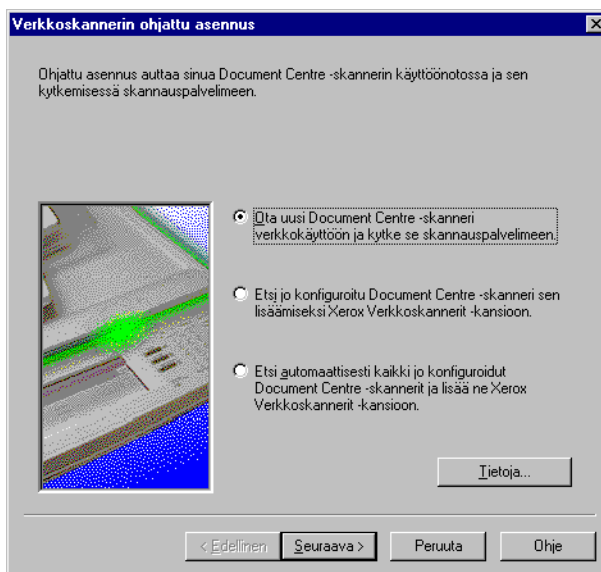 Verkkoskannerin ohjattu asennus
Ohjattu asennus auttaa sinua Document Centre -skannerin käyttöönotossa ja sen
kytkemisessä skannauspalvelimeen.
Ota uusi Document Centre -skanneri
verkkokäyttöön ja kytke se skannauspalvelimeen.
Etsi jo konfiguroitu Document Centre -skanneri sen
lisäämiseksi Xerox Verkkoskannerit -kansioon.
Etsi automaattisesti kaikki jo konfiguroidut
Document Centre -skannerit ja lisää ne Xerox
Verkkoskannerit -kansioon.
Tietoja...
< Edellinen
Seuraava >
Peruuta
Ohje